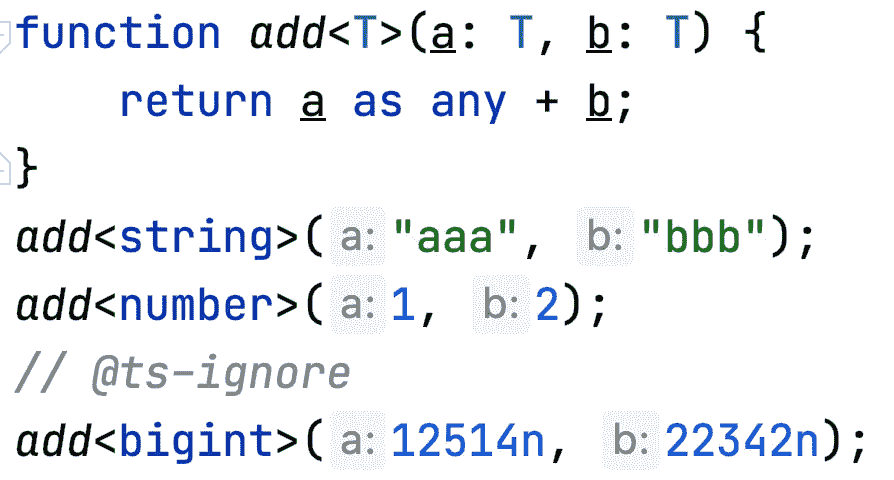 function add<T>(a: T, b: T) {
    return a as any + b;
}
add<string>( a: "aaa", b: "bbb");
add<number>( a: 1, b: 2);
// @ts-ignore
add<bigint>( a: 12514n, b: 22342n);